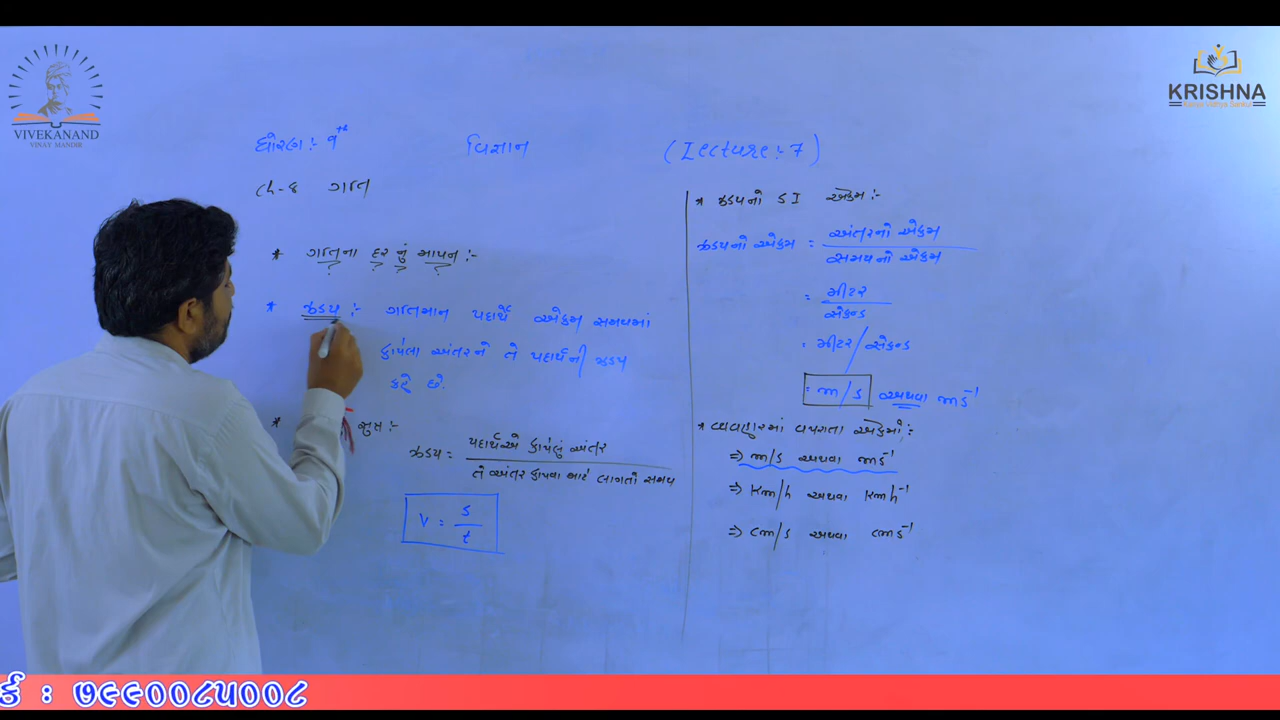 VIVEKANAND
VINAY MANDIR
KRISHNA
ધોરણ :- 9th વિજ્ઞાન (Lecture :- 7)
Ch-8 ગતિ
* ગતિના દર નું માપન :-
? ? ? ?
* ઝડપ :- ગતિમાન પદાર્થે એકમ સમયમાં
કાપેલા અંતરને તે પદાર્થની ઝડપ
કહે છે.
* સુત્ર :-
ઝડપ = પદાર્થએ કાપેલું અંતર
તે અંતર કાપવા માટે લાગતો સમય
V = s
t
* ઝડપનો SI એકમ :-
ઝડપનો એકમ = અંતરનો એકમ
સમયનો એકમ
= મીટર
સેકન્ડ
= મીટર/સેકન્ડ
= m/s અથવા ms-1
* વ્યવહારમાં વપરાતા એકમો :-
⇒ m/s અથવા ms-1
⇒ Km/h અથવા Kmh-1
⇒ cm/s અથવા cms-1
ર્ક : ૭૯૯૦૦૮૫૦૦૮